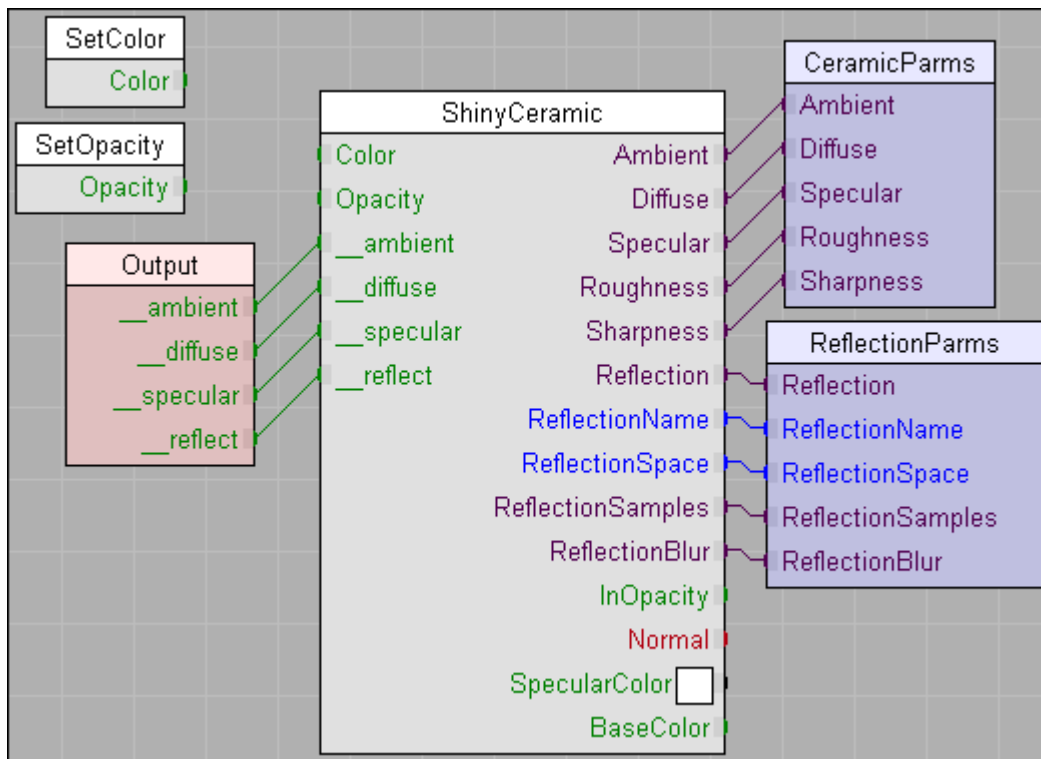 SetColor
Color
SetOpacity
Opacity
Output
__ambient
__diffuse
__specular
__reflect
ShinyCeramic
Color
Opacity
__ambient
__diffuse
__specular
__reflect
Ambient
Diffuse
Specular
Roughness
Sharpness
Reflection
ReflectionName
ReflectionSpace
ReflectionSamples
ReflectionBlur
InOpacity
Normal
SpecularColor
BaseColor
CeramicParms
Ambient
Diffuse
Specular
Roughness
Sharpness
ReflectionParms
Reflection
ReflectionName
ReflectionSpace
ReflectionSamples
ReflectionBlur